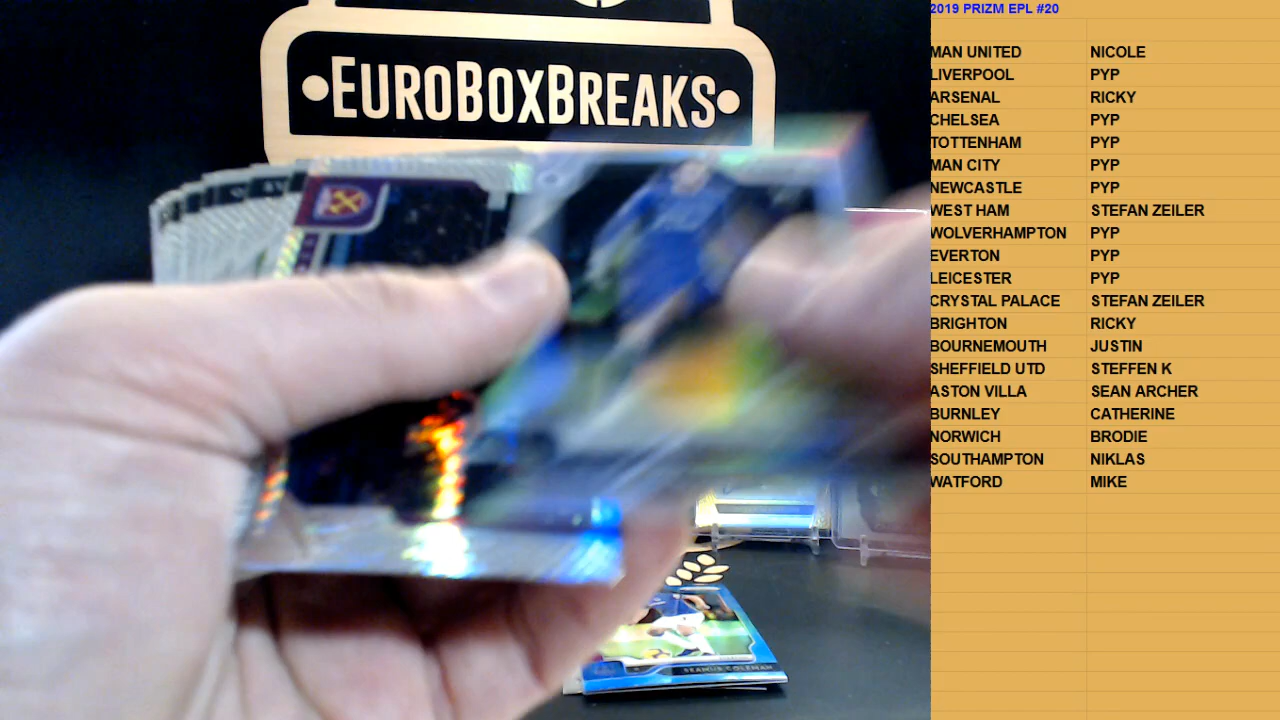 EUROBOXBREAKS
SEAMUS COLEMAN
2019 PRIZM EPL #20
MAN UNITED NICOLE
LIVERPOOL PYP
ARSENAL RICKY
CHELSEA PYP
TOTTENHAM PYP
MAN CITY PYP
NEWCASTLE PYP
WEST HAM STEFAN ZEILER
WOLVERHAMPTON PYP
EVERTON PYP
LEICESTER PYP
CRYSTAL PALACE STEFAN ZEILER
BRIGHTON RICKY
BOURNEMOUTH JUSTIN
SHEFFIELD UTD STEFFEN K
ASTON VILLA SEAN ARCHER
BURNLEY CATHERINE
NORWICH BRODIE
SOUTHAMPTON NIKLAS
WATFORD MIKE